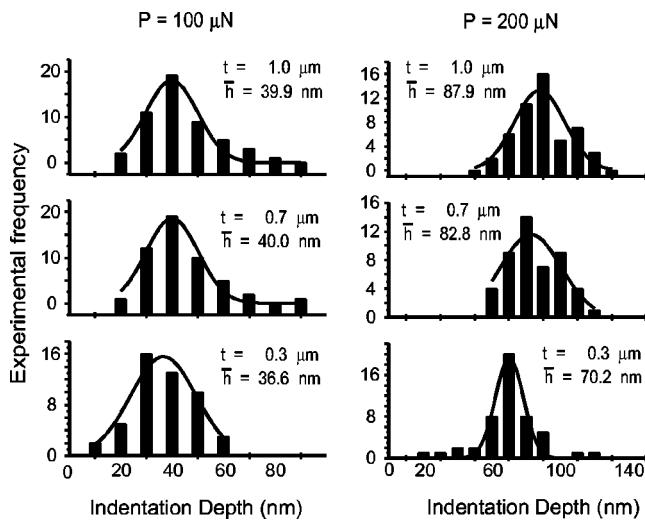 P = 100 μN
P = 200 μN
Experimental frequency
20
10
0
t = 1.0 μm
h̅ = 39.9 nm
16
12
8
4
0
t = 1.0 μm
h̅ = 87.9 nm
20
10
0
t = 0.7 μm
h̅ = 40.0 nm
16
12
8
4
0
t = 0.7 μm
h̅ = 82.8 nm
16
8
0
t = 0.3 μm
h̅ = 36.6 nm
16
8
0
t = 0.3 μm
h̅ = 70.2 nm
0 20 40 60 80
0 20 60 100 140
Indentation Depth (nm)
Indentation Depth (nm)